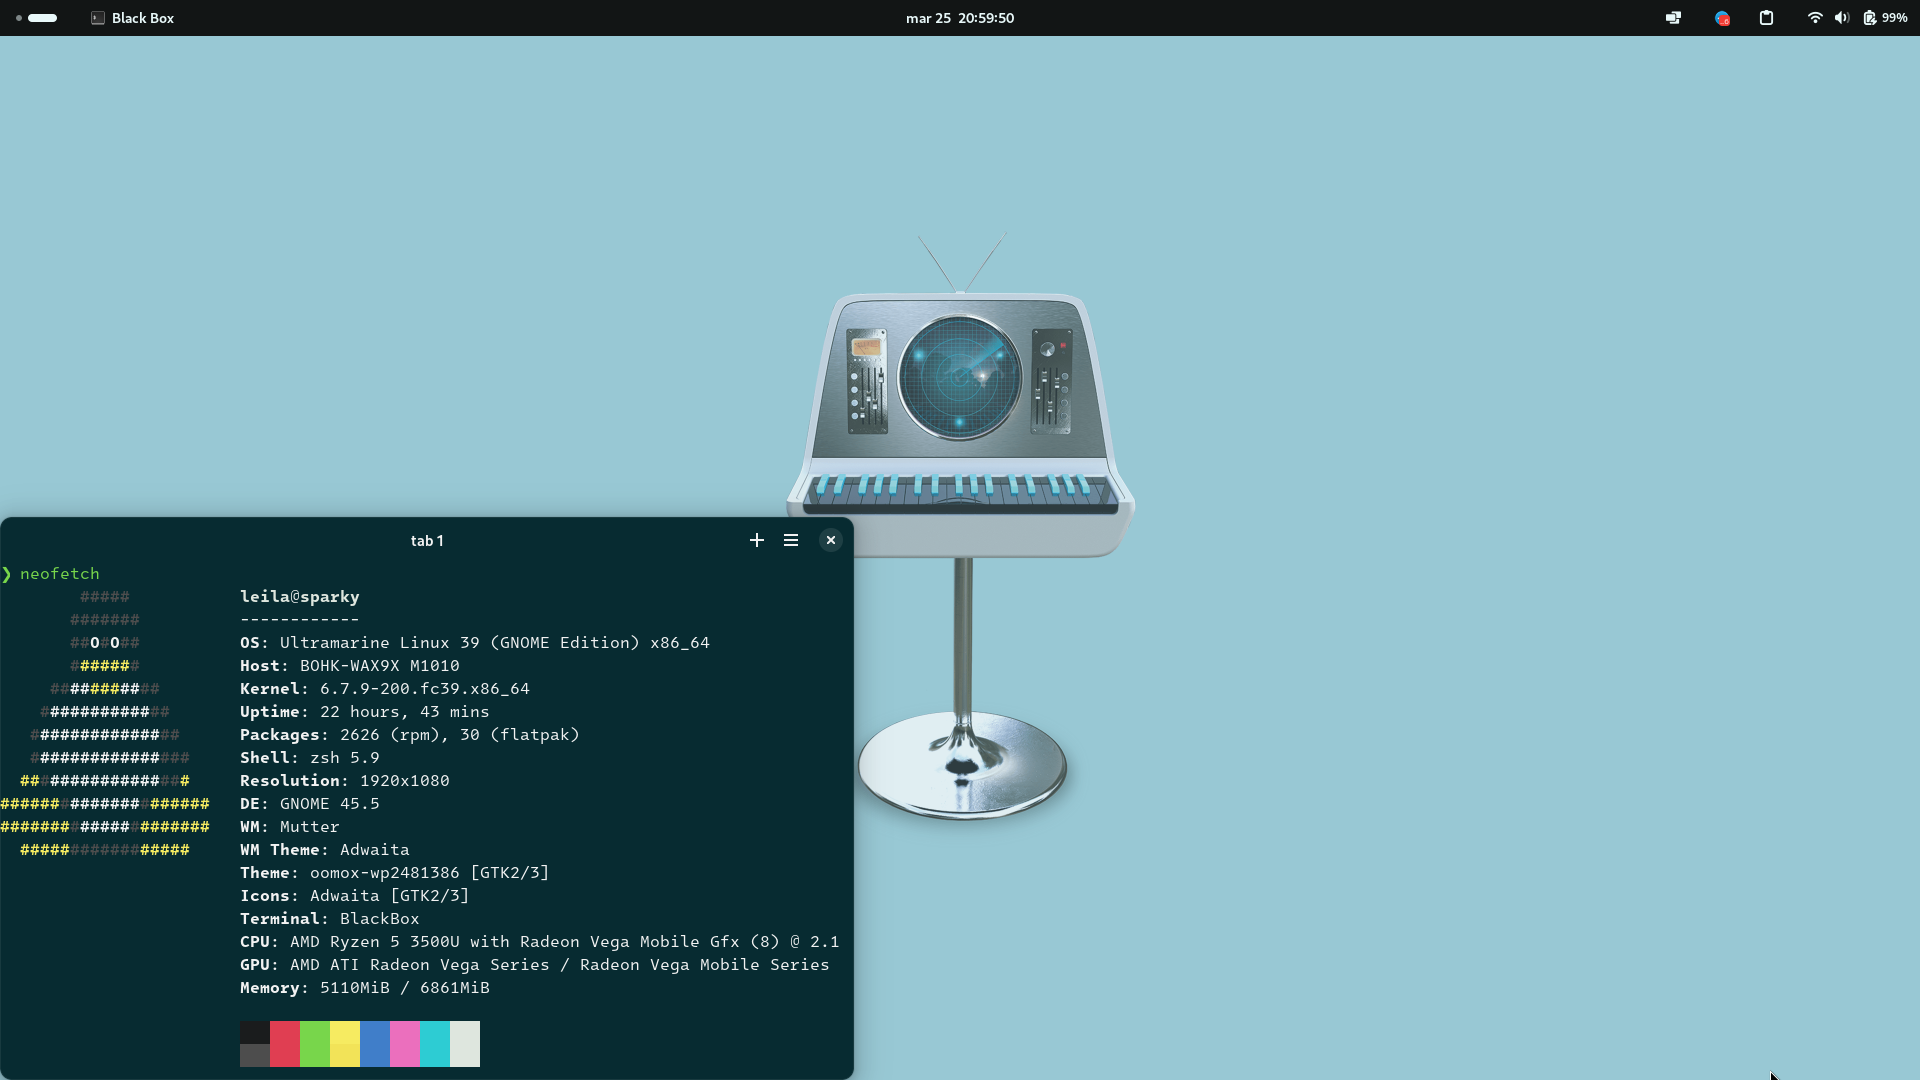 Black Box
mar 25 20:59:50
99%
tab 1
❯ neofetch
#####
#######
##O#O##
#######
###########
#############
###############
################
#################
#####################
#####################
#################
leila@sparky
------------
OS: Ultramarine Linux 39 (GNOME Edition) x86_64
Host: BOHK-WAX9X M1010
Kernel: 6.7.9-200.fc39.x86_64
Uptime: 22 hours, 43 mins
Packages: 2626 (rpm), 30 (flatpak)
Shell: zsh 5.9
Resolution: 1920x1080
DE: GNOME 45.5
WM: Mutter
WM Theme: Adwaita
Theme: oomox-wp2481386 [GTK2/3]
Icons: Adwaita [GTK2/3]
Terminal: BlackBox
CPU: AMD Ryzen 5 3500U with Radeon Vega Mobile Gfx (8) @ 2.1
GPU: AMD ATI Radeon Vega Series / Radeon Vega Mobile Series
Memory: 5110MiB / 6861MiB